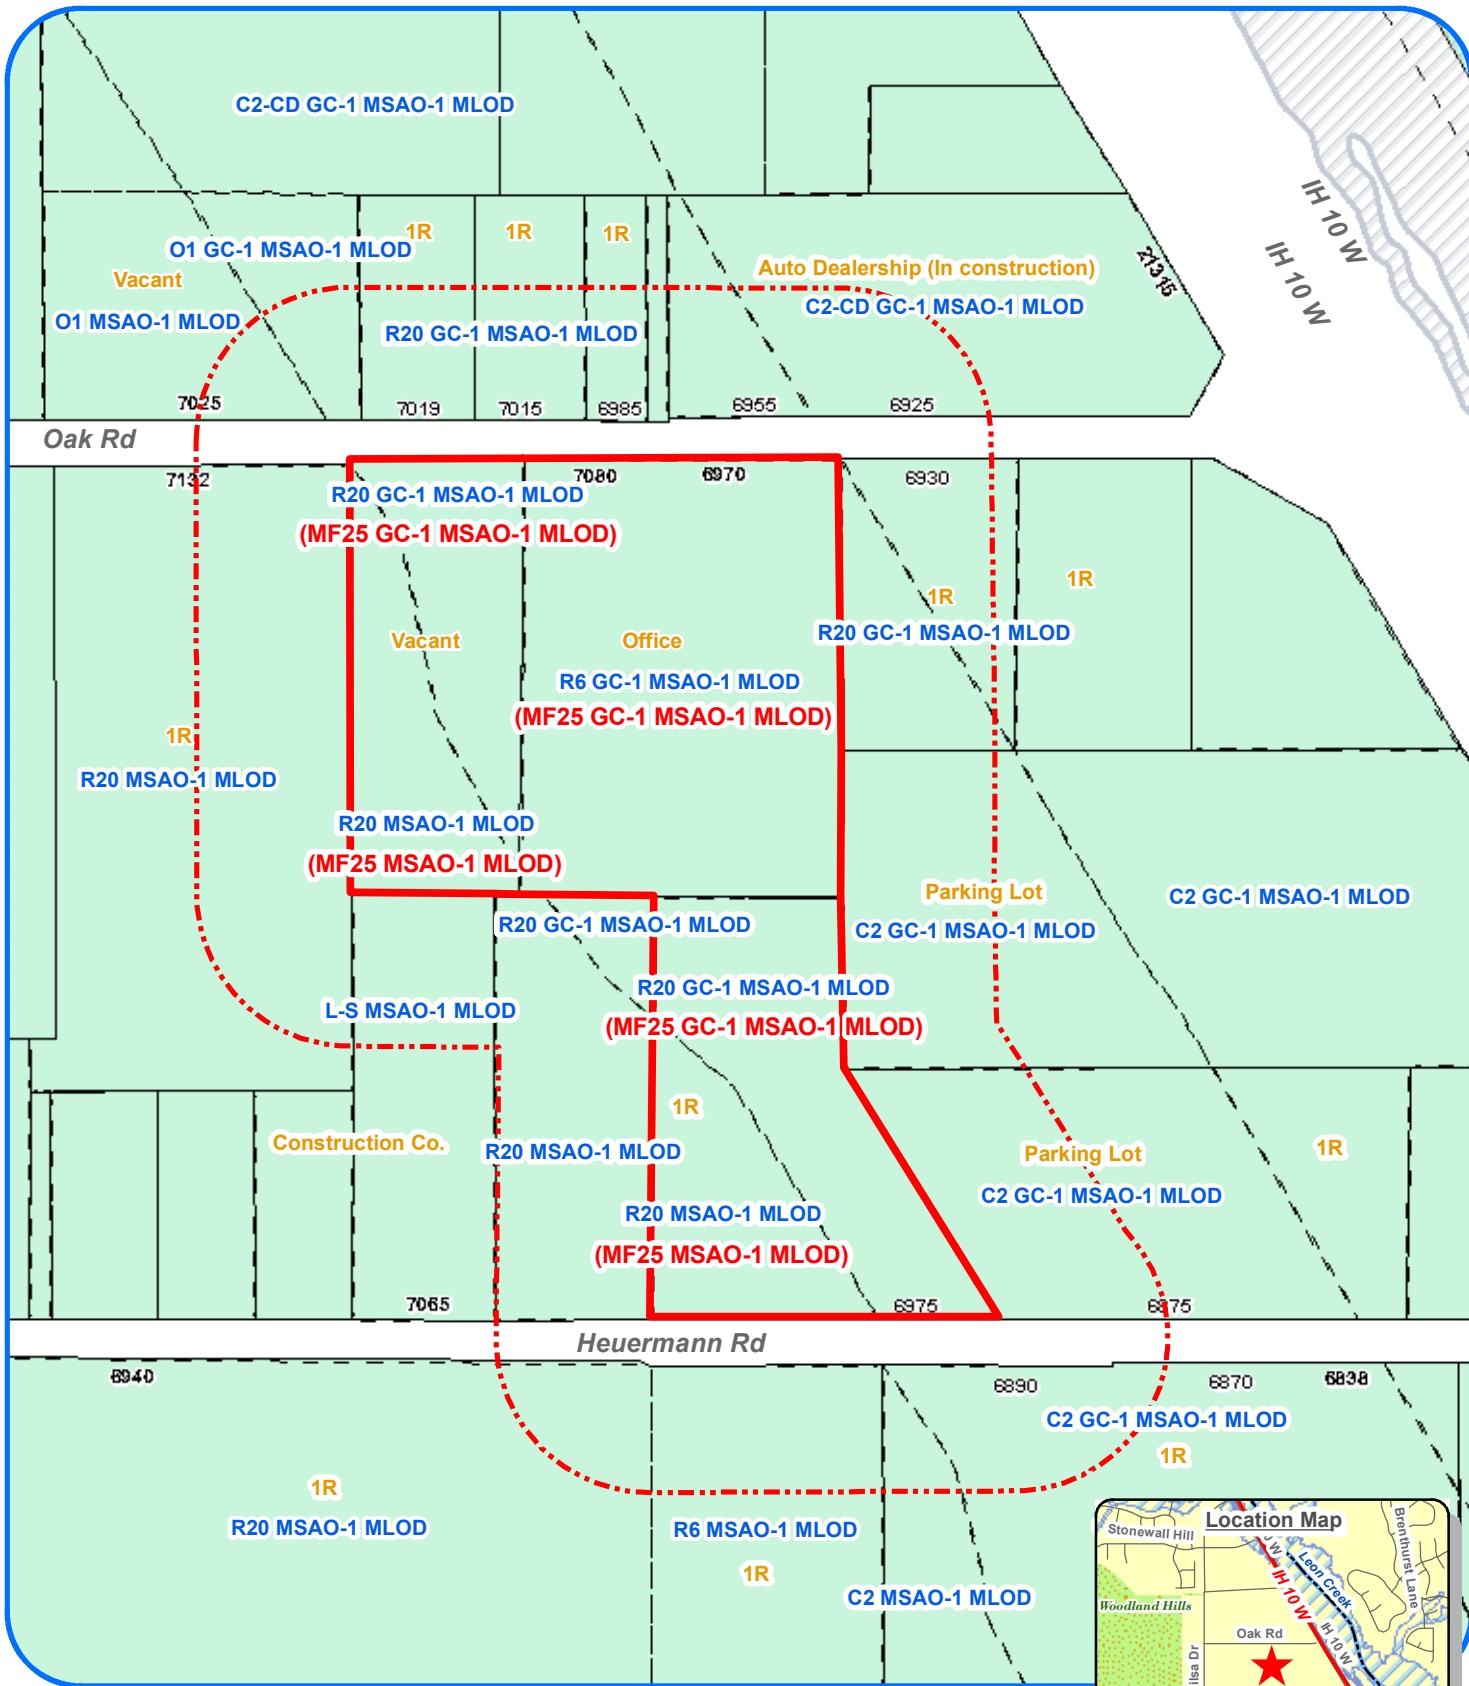 C2-CD GC-1 MSAO-1 MLOD
IH 10 W
IH 10 W
1R
1R
1R
O1 GC-1 MSAO-1 MLOD
Vacant
Auto Dealership (In construction)
21315
C2-CD GC-1 MSAO-1 MLOD
O1 MSAO-1 MLOD
R20 GC-1 MSAO-1 MLOD
7025
7019
7015
6985
6955
6925
Oak Rd
7132
7080
6970
6930
R20 GC-1 MSAO-1 MLOD
(MF25 GC-1 MSAO-1 MLOD)
1R
1R
R20 GC-1 MSAO-1 MLOD
Vacant
Office
R6 GC-1 MSAO-1 MLOD
(MF25 GC-1 MSAO-1 MLOD)
1R
R20 MSAO-1 MLOD
R20 MSAO-1 MLOD
(MF25 MSAO-1 MLOD)
Parking Lot
C2 GC-1 MSAO-1 MLOD
C2 GC-1 MSAO-1 MLOD
R20 GC-1 MSAO-1 MLOD
R20 GC-1 MSAO-1 MLOD
(MF25 GC-1 MSAO-1 MLOD)
L-S MSAO-1 MLOD
1R
Construction Co.
R20 MSAO-1 MLOD
Parking Lot
1R
C2 GC-1 MSAO-1 MLOD
R20 MSAO-1 MLOD
(MF25 MSAO-1 MLOD)
7065
6975
6875
Heuermann Rd
6940
6890
6870
6838
C2 GC-1 MSAO-1 MLOD
1R
1R
R20 MSAO-1 MLOD
R6 MSAO-1 MLOD
1R
C2 MSAO-1 MLOD
Location Map
Stonewall Hill
Brenthurst Lane
Leon Creek
IH 10 W
Woodland Hills
Oak Rd
IH 10 W